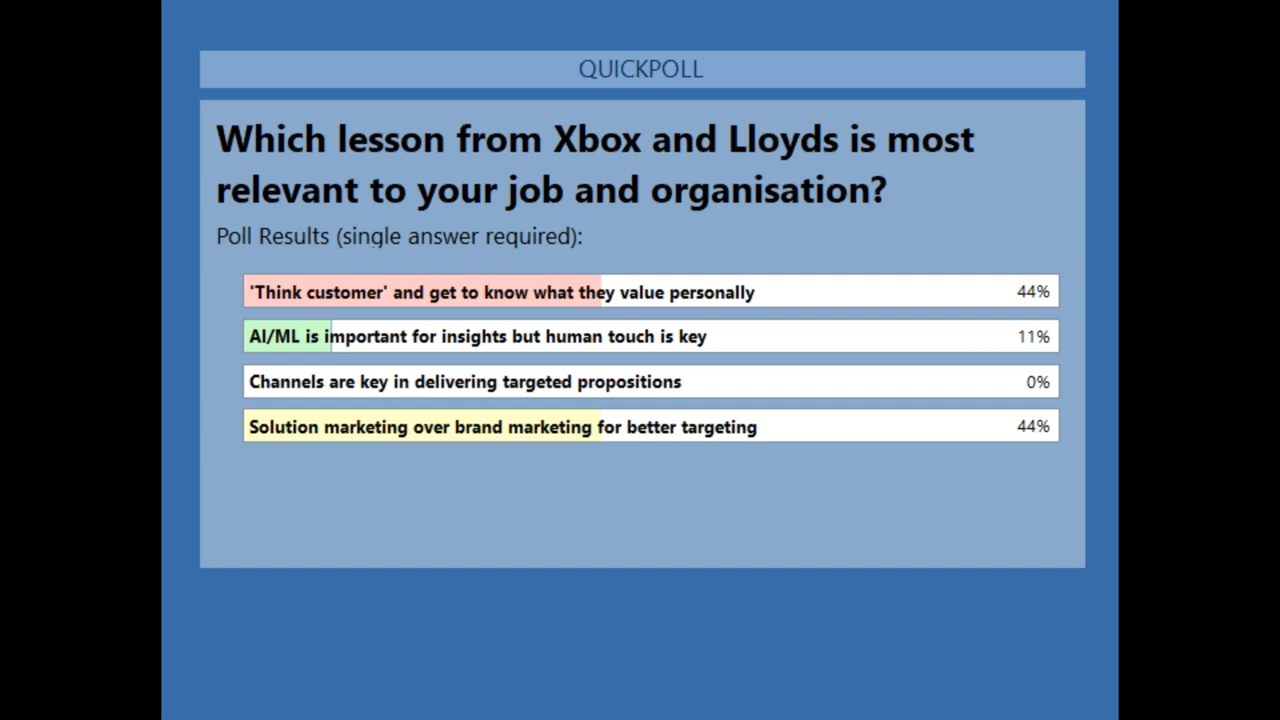 QUICKPOLL
Which lesson from Xbox and Lloyds is most
relevant to your job and organisation?
Poll Results (single answer required):
'Think customer' and get to know what they value personally 44%
AI/ML is important for insights but human touch is key 11%
Channels are key in delivering targeted propositions 0%
Solution marketing over brand marketing for better targeting 44%